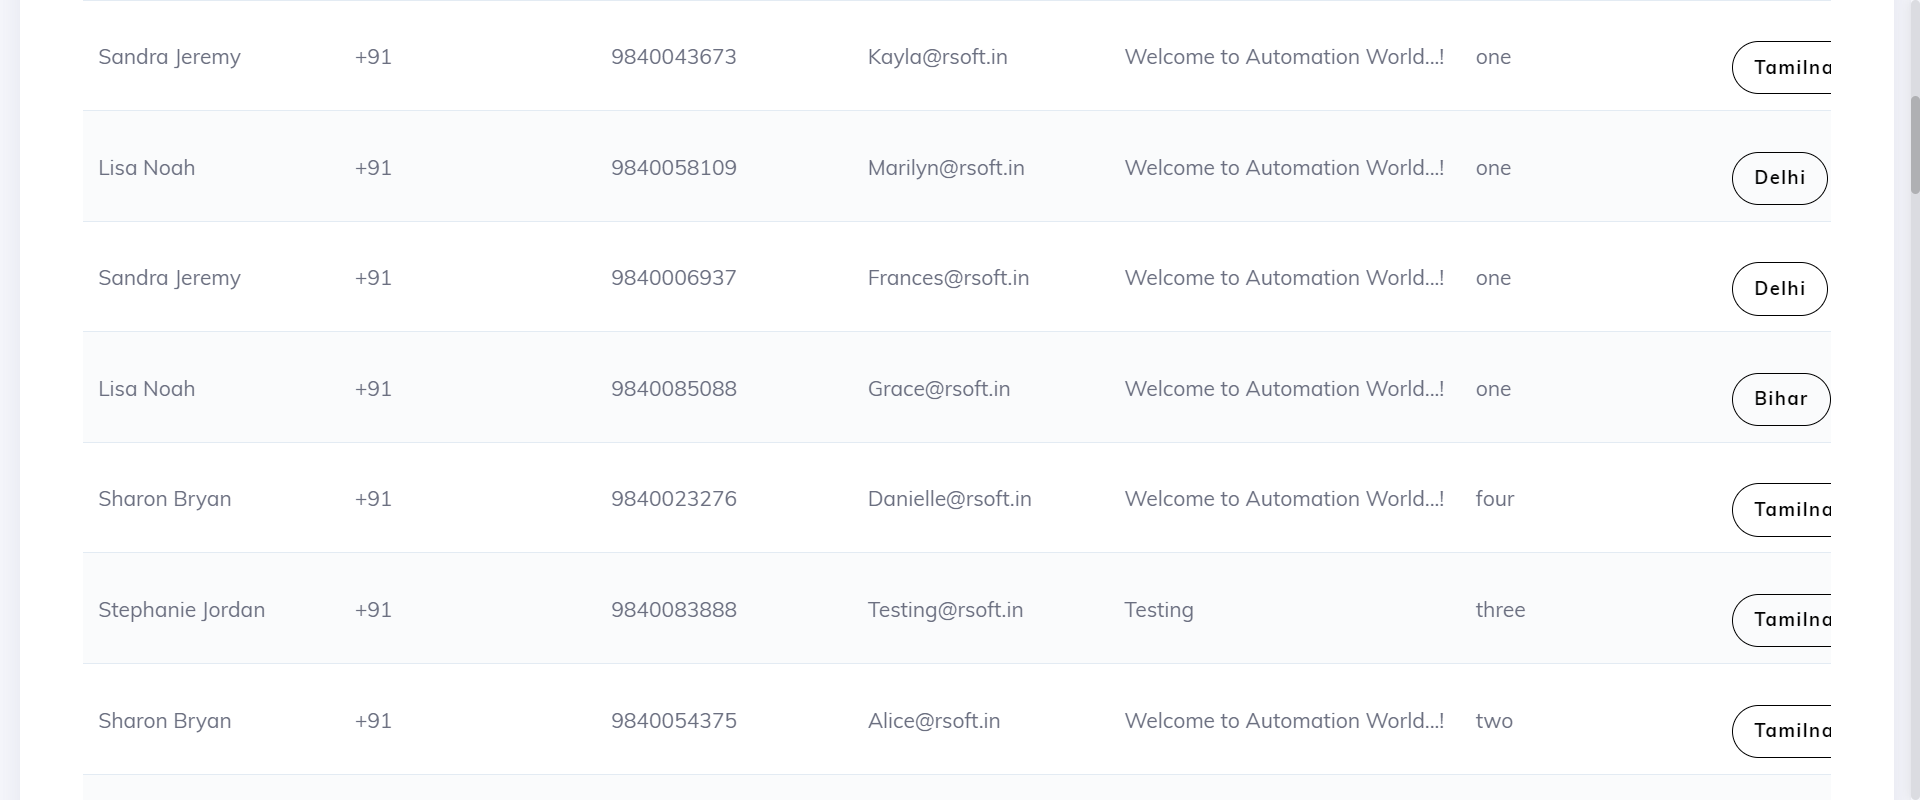 Sandra Jeremy +91 9840043673 Kayla@rsoft.in Welcome to Automation World...! one Tamilna
Lisa Noah +91 9840058109 Marilyn@rsoft.in Welcome to Automation World...! one Delhi
Sandra Jeremy +91 9840006937 Frances@rsoft.in Welcome to Automation World...! one Delhi
Lisa Noah +91 9840085088 Grace@rsoft.in Welcome to Automation World...! one Bihar
Sharon Bryan +91 9840023276 Danielle@rsoft.in Welcome to Automation World...! four Tamilna
Stephanie Jordan +91 9840083888 Testing@rsoft.in Testing three Tamilna
Sharon Bryan +91 9840054375 Alice@rsoft.in Welcome to Automation World...! two Tamilna